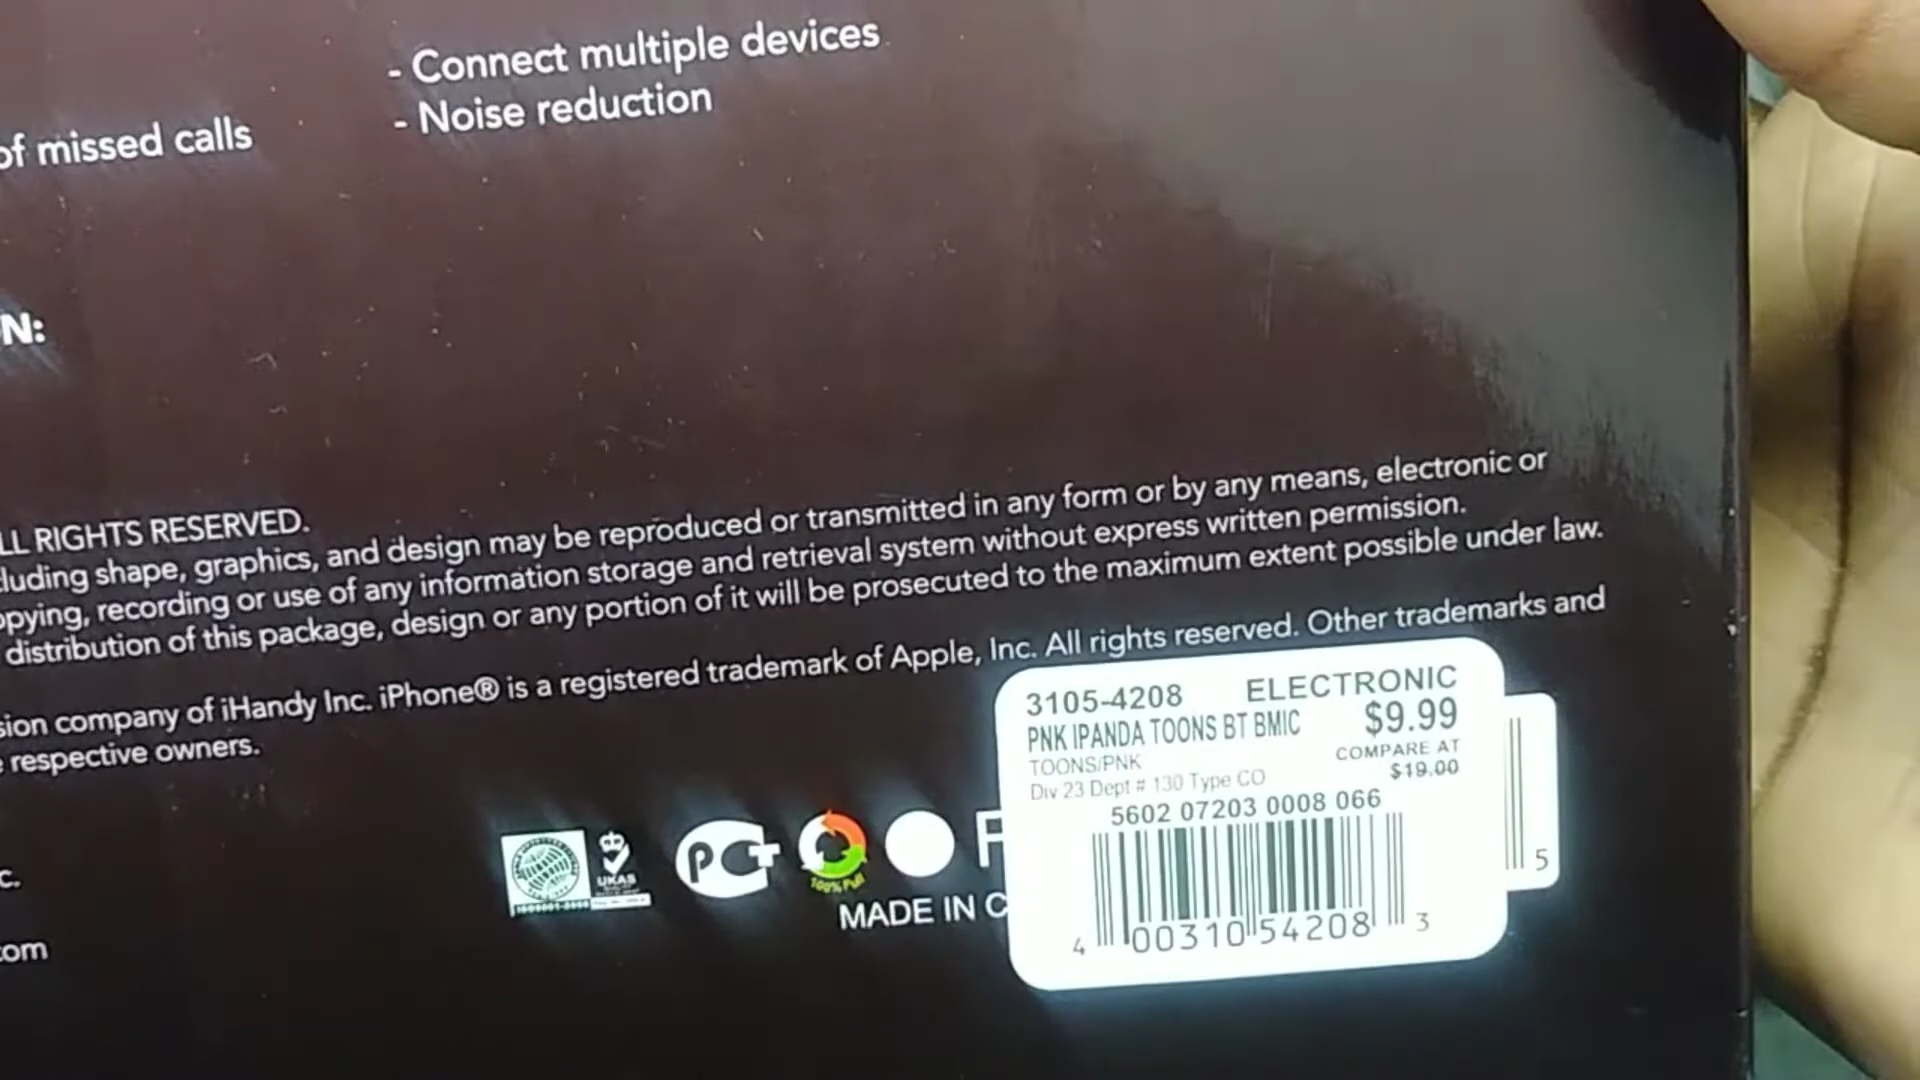 - Connect multiple devices
- Noise reduction
of missed calls
N:
LL RIGHTS RESERVED.
cluding shape, graphics, and design may be reproduced or transmitted in any form or by any means, electronic or
opying, recording or use of any information storage and retrieval system without express written permission.
distribution of this package, design or any portion of it will be prosecuted to the maximum extent possible under law.
sion company of iHandy Inc. iPhone® is a registered trademark of Apple, Inc. All rights reserved. Other trademarks and
respective owners.
3105-4208 ELECTRONIC
PNK IPANDA TOONS BT BMIC $9.99
TOONS/PNK COMPARE AT
Div 23 Dept # 130 Type CO $19.00
5602 07203 0008 066
4 00310 54208 3
5
UKAS
PCT
100%
MADE IN C
c.
com